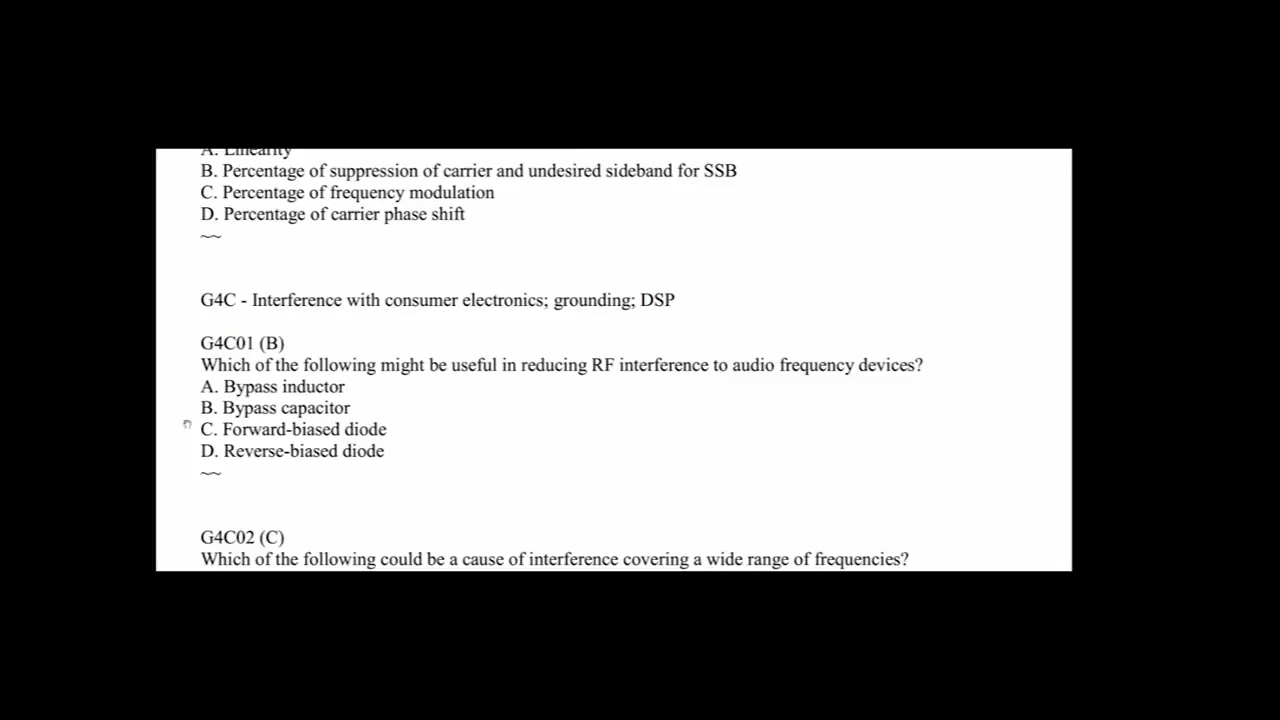 A. Linearity
B. Percentage of suppression of carrier and undesired sideband for SSB
C. Percentage of frequency modulation
D. Percentage of carrier phase shift
~~
G4C - Interference with consumer electronics; grounding; DSP
G4C01 (B)
Which of the following might be useful in reducing RF interference to audio frequency devices?
A. Bypass inductor
B. Bypass capacitor
C. Forward-biased diode
D. Reverse-biased diode
~~
G4C02 (C)
Which of the following could be a cause of interference covering a wide range of frequencies?